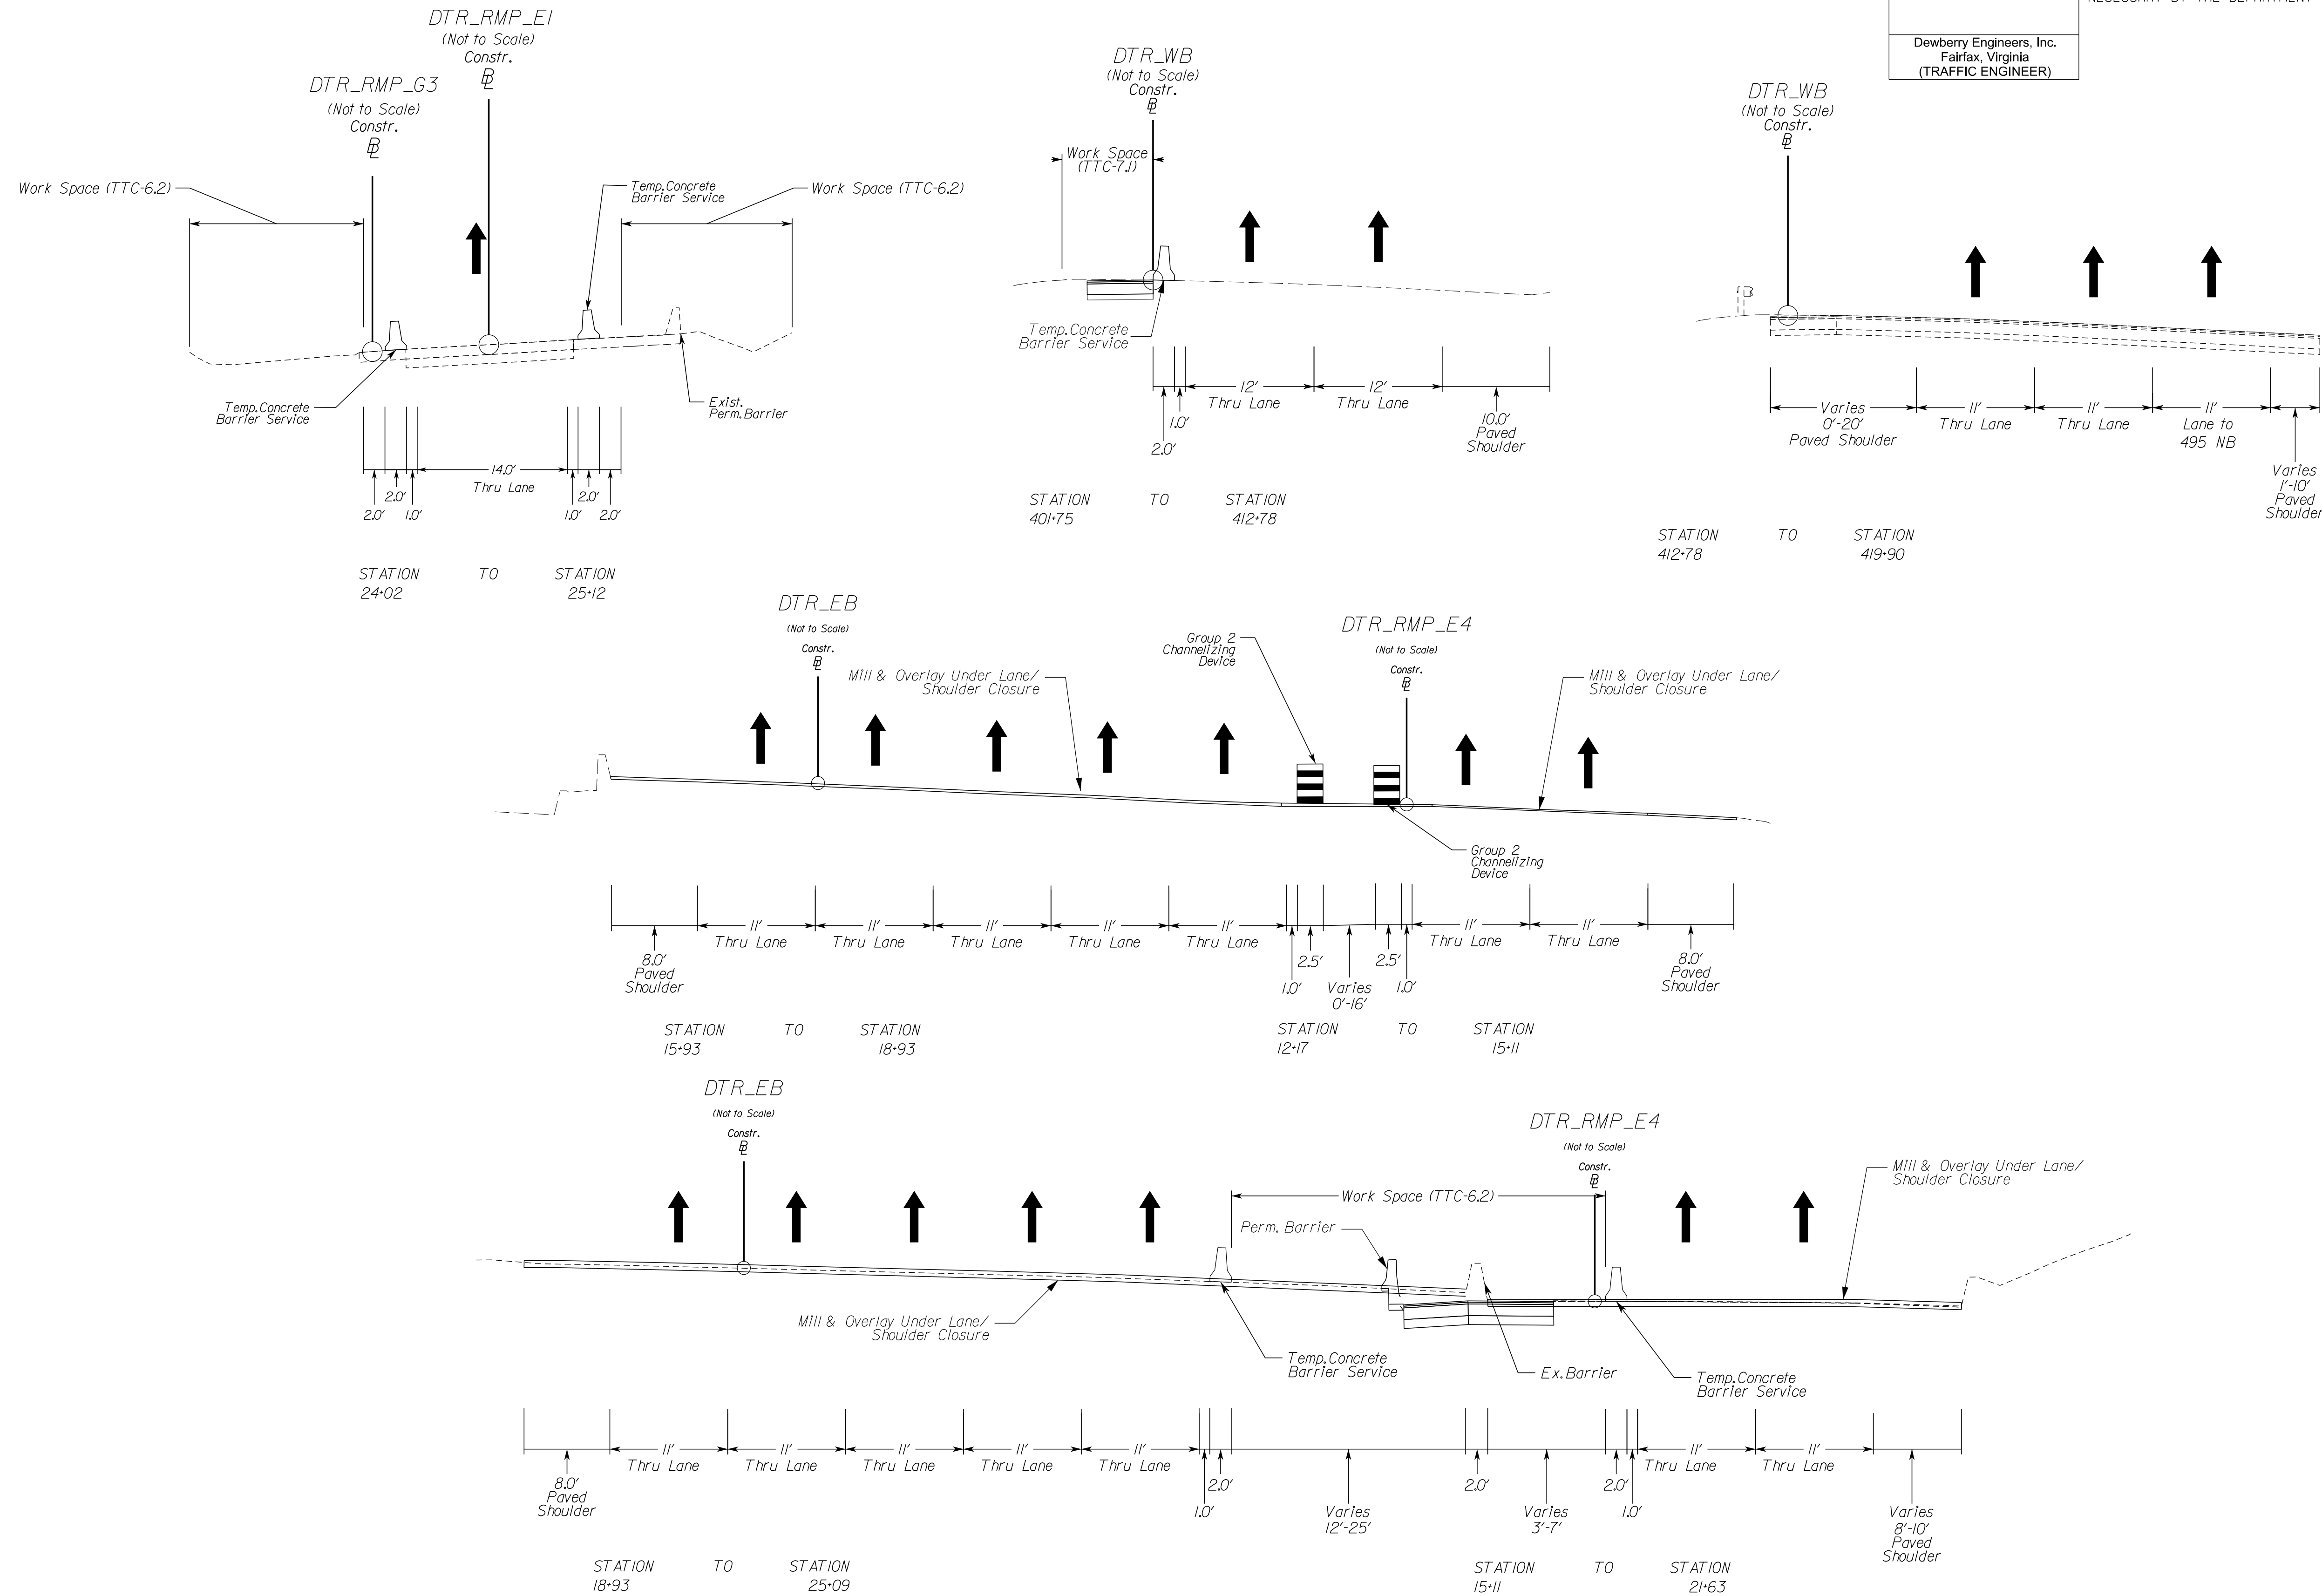 Dewberry Engineers, Inc.
Fairfax, Virginia
(TRAFFIC ENGINEER)
DTR_RMP_E1
(Not to Scale)
Constr.
BL
DTR_RMP_G3
(Not to Scale)
Constr.
BL
Work Space (TTC-6.2)
Temp. Concrete
Barrier Service
Work Space (TTC-6.2)
Temp. Concrete
Barrier Service
Exist.
Perm. Barrier
2.0'
2.0'
1.0'
14.0'
Thru Lane
1.0'
2.0'
2.0'
STATION TO STATION
24+02 25+12
DTR_WB
(Not to Scale)
Constr.
BL
Work Space
(TTC-7.1)
Temp. Concrete
Barrier Service
2.0'
1.0'
12'
Thru Lane
12'
Thru Lane
10.0'
Paved
Shoulder
STATION TO STATION
401+75 412+78
DTR_WB
(Not to Scale)
Constr.
BL
Varies
0'-20'
Paved Shoulder
11'
Thru Lane
11'
Thru Lane
11'
Lane to
495 NB
Varies
1'-10'
Paved
Shoulder
STATION TO STATION
412+78 419+90
DTR_EB
(Not to Scale)
Constr.
BL
Mill & Overlay Under Lane/
Shoulder Closure
Group 2
Channelizing
Device
DTR_RMP_E4
(Not to Scale)
Constr.
BL
Mill & Overlay Under Lane/
Shoulder Closure
Group 2
Channelizing
Device
8.0'
Paved
Shoulder
11'
Thru Lane
11'
Thru Lane
11'
Thru Lane
11'
Thru Lane
11'
Thru Lane
1.0'
2.5'
Varies
0'-16'
2.5'
1.0'
11'
Thru Lane
11'
Thru Lane
8.0'
Paved
Shoulder
STATION TO STATION
15+93 18+93
STATION TO STATION
12+17 15+11
DTR_EB
(Not to Scale)
Constr.
BL
DTR_RMP_E4
(Not to Scale)
Constr.
BL
Mill & Overlay Under Lane/
Shoulder Closure
Work Space (TTC-6.2)
Perm. Barrier
Mill & Overlay Under Lane/
Shoulder Closure
Temp. Concrete
Barrier Service
Ex. Barrier
Temp. Concrete
Barrier Service
8.0'
Paved
Shoulder
11'
Thru Lane
11'
Thru Lane
11'
Thru Lane
11'
Thru Lane
11'
Thru Lane
1.0'
2.0'
Varies
12'-25'
2.0'
Varies
3'-7'
2.0'
1.0'
11'
Thru Lane
11'
Thru Lane
Varies
8'-10'
Paved
Shoulder
STATION TO STATION
18+93 25+09
STATION TO STATION
15+11 21+63